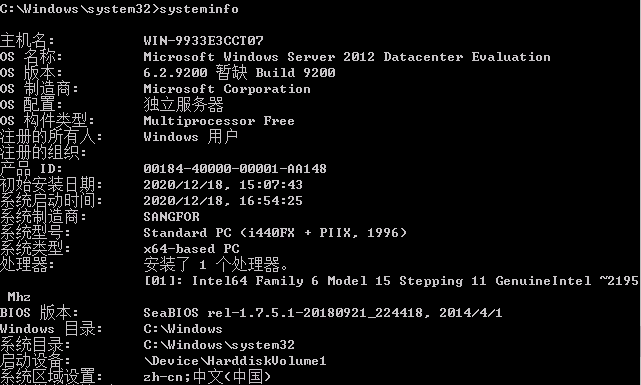 C:\Windows\system32>systeminfo
主机名: WIN-9933E3CCT07
OS 名称: Microsoft Windows Server 2012 Datacenter Evaluation
OS 版本: 6.2.9200 暂缺 Build 9200
OS 制造商: Microsoft Corporation
OS 配置: 独立服务器
OS 构件类型: Multiprocessor Free
注册的所有人: Windows 用户
注册的组织:
产品 ID: 00184-40000-00001-AA148
初始安装日期: 2020/12/18, 15:07:43
系统启动时间: 2020/12/18, 16:54:25
系统制造商: SANGFOR
系统型号: Standard PC (i440FX + PIIX, 1996)
系统类型: x64-based PC
处理器: 安装了 1 个处理器。
[01]: Intel64 Family 6 Model 15 Stepping 11 GenuineIntel ~2195
Mhz
BIOS 版本: SeaBIOS rel-1.7.5.1-20180921_224418, 2014/4/1
Windows 目录: C:\Windows
系统目录: C:\Windows\system32
启动设备: \Device\HarddiskVolume1
系统区域设置: zh-cn;中文(中国)